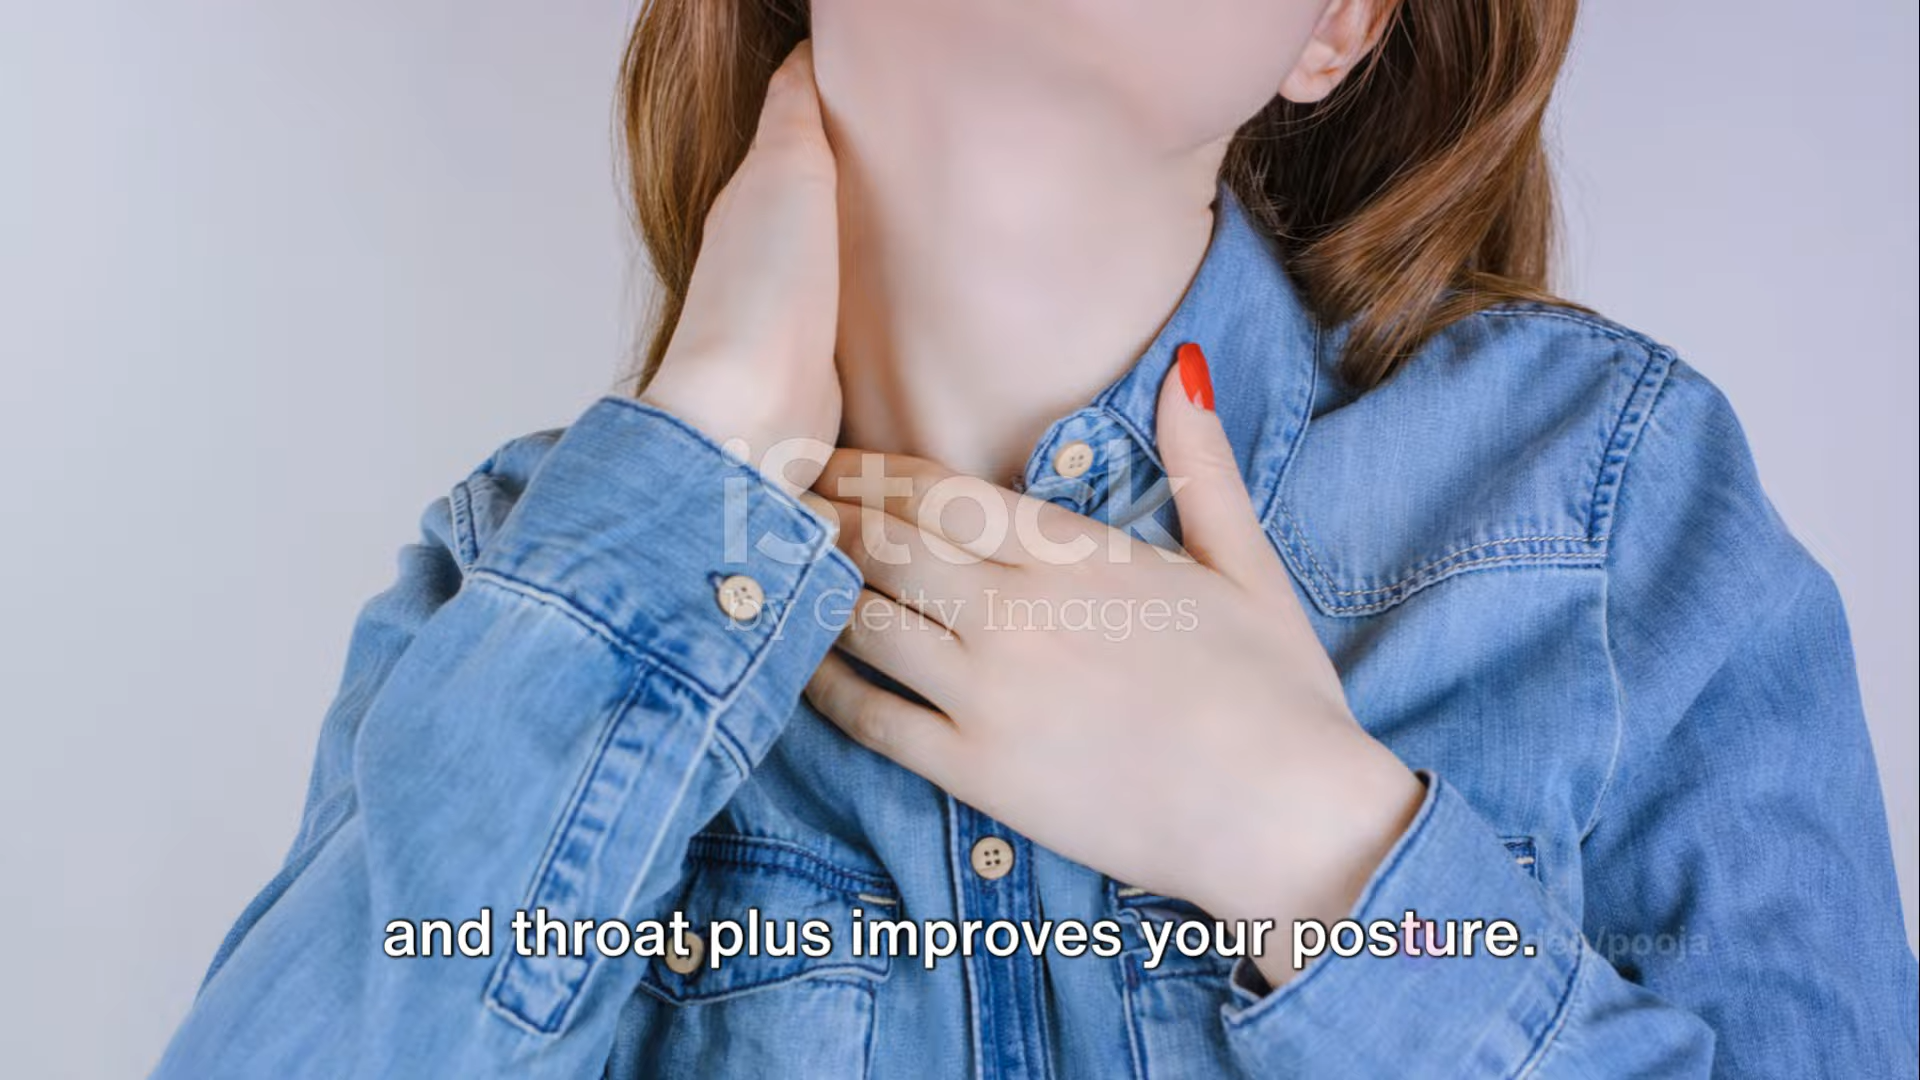 iStock
by Getty Images
and throat plus improves your posture.